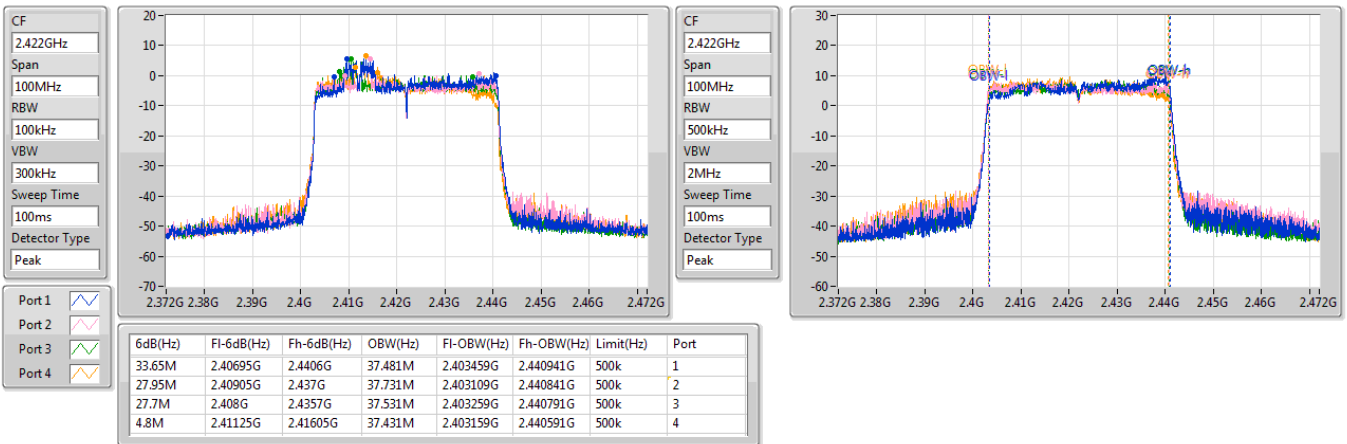 CF
2.422GHz
Span
100MHz
RBW
100kHz
VBW
300kHz
Sweep Time
100ms
Detector Type
Peak
20
10
0
-10
-20
-30
-40
-50
-60
-70
2.372G 2.38G 2.39G 2.4G 2.41G 2.42G 2.43G 2.44G 2.45G 2.46G 2.472G
CF
2.422GHz
Span
100MHz
RBW
500kHz
VBW
2MHz
Sweep Time
100ms
Detector Type
Peak
30
20
10
0
-10
-20
-30
-40
-50
-60
OBW-l OBW-h
2.372G 2.38G 2.39G 2.4G 2.41G 2.42G 2.43G 2.44G 2.45G 2.46G 2.472G
Port 1
Port 2
Port 3
Port 4
6dB(Hz) Fl-6dB(Hz) Fh-6dB(Hz) OBW(Hz) Fl-OBW(Hz) Fh-OBW(Hz) Limit(Hz) Port
33.65M 2.40695G 2.4406G 37.481M 2.403459G 2.440941G 500k 1
27.95M 2.40905G 2.437G 37.731M 2.403109G 2.440841G 500k 2
27.7M 2.408G 2.4357G 37.531M 2.403259G 2.440791G 500k 3
4.8M 2.41125G 2.41605G 37.431M 2.403159G 2.440591G 500k 4